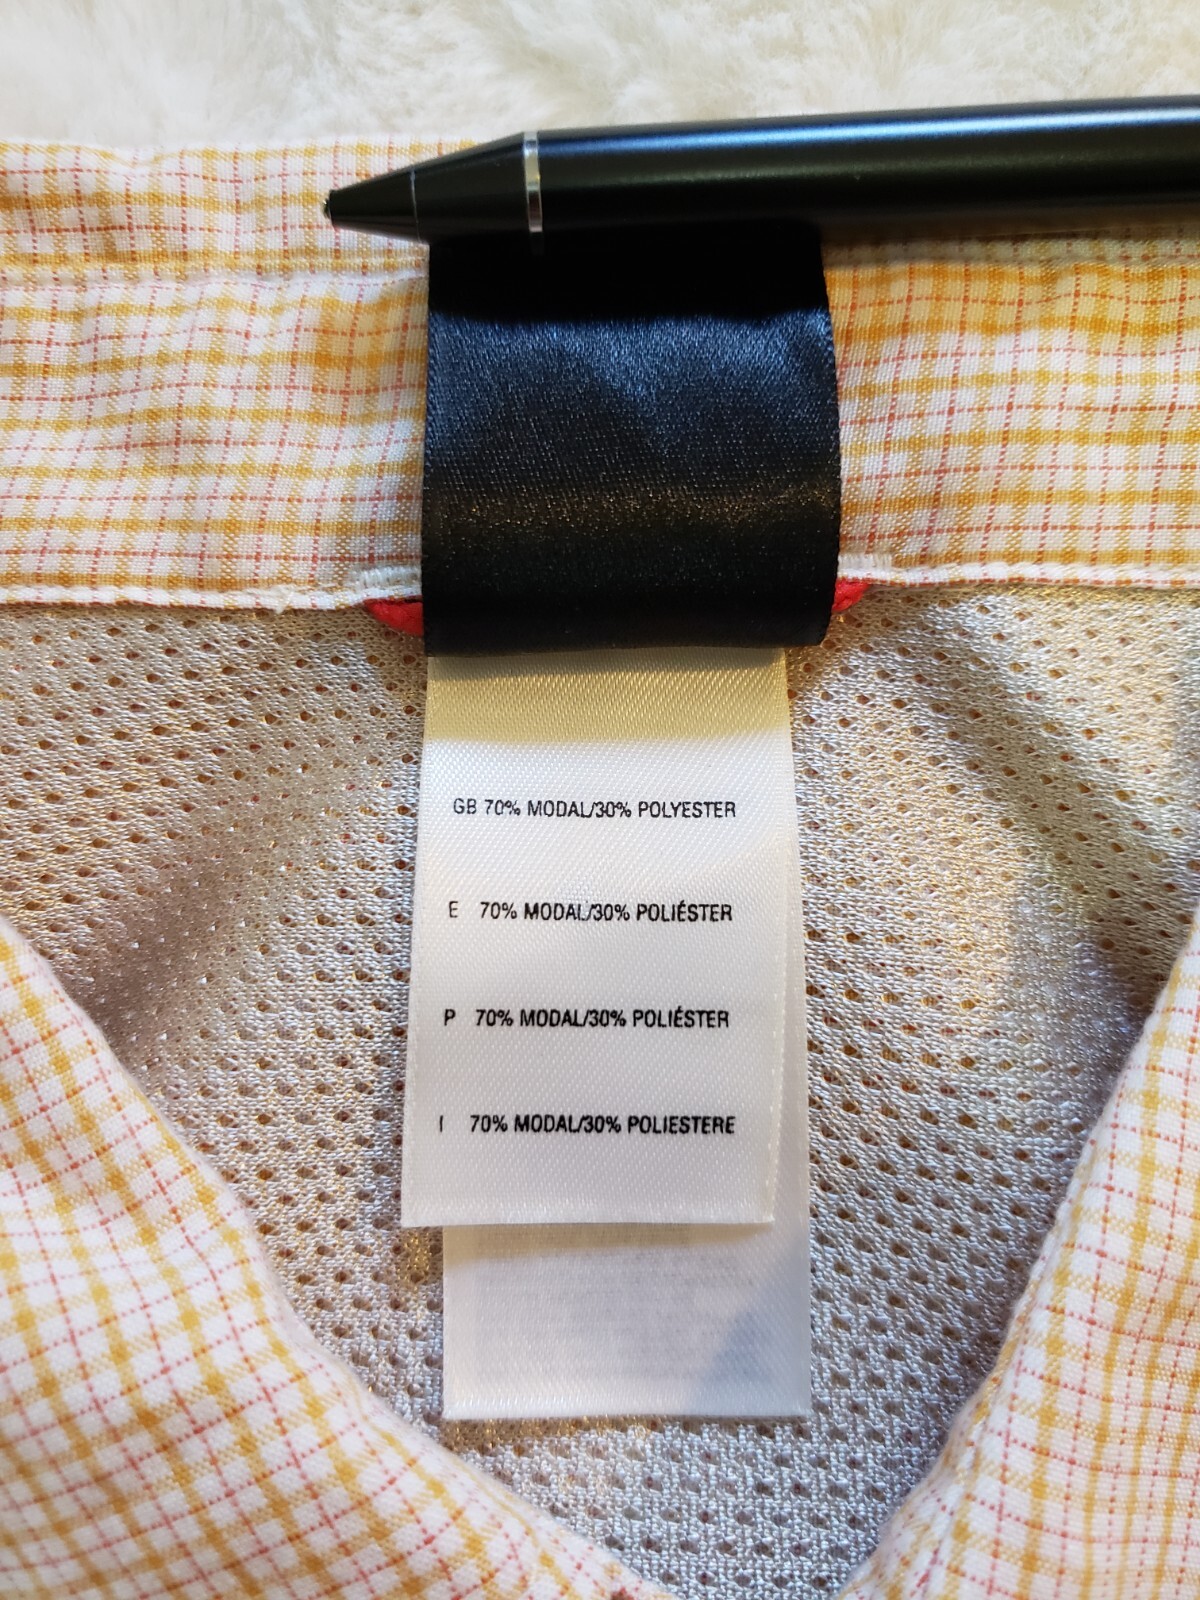 GB 70% MODAL/30% POLYESTER
E 70% MODAL/30% POLIÉSTER
P 70% MODAL/30% POLIÉSTER
I 70% MODAL/30% POLIESTERE